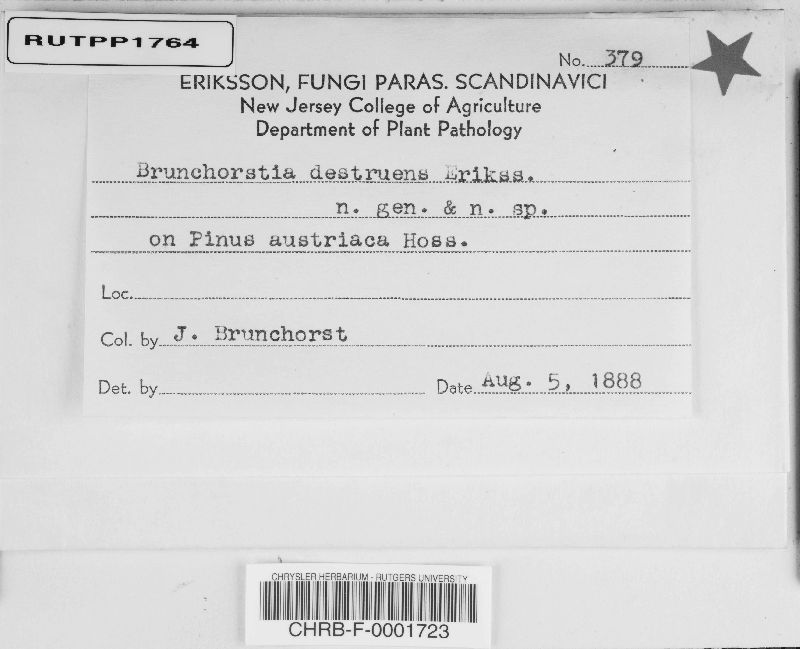 RUTPP1764
No. 379
ERIKSSON, FUNGI PARAS. SCANDINAVICI
New Jersey College of Agriculture
Department of Plant Pathology
Brunchorstia destruens Erikss.
n. gen. & n. sp.
on Pinus austriaca Hoss.
Loc.
Col. by J. Brunchorst
Det. by
Date Aug. 5, 1888
CHRYSLER HERBARIUM - RUTGERS UNIVERSITY
CHRB-F-0001723